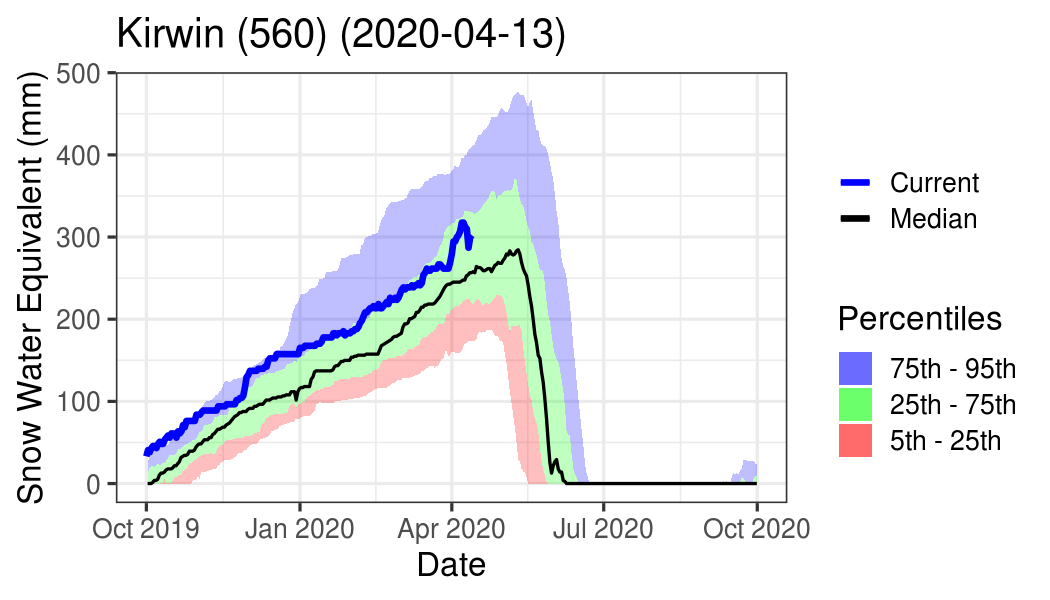 Kirwin (560) (2020-04-13)
Snow Water Equivalent (mm)
500
400
300
200
100
0
Oct 2019
Jan 2020
Apr 2020
Jul 2020
Oct 2020
Date
Current
Median
Percentiles
75th - 95th
25th - 75th
5th - 25th